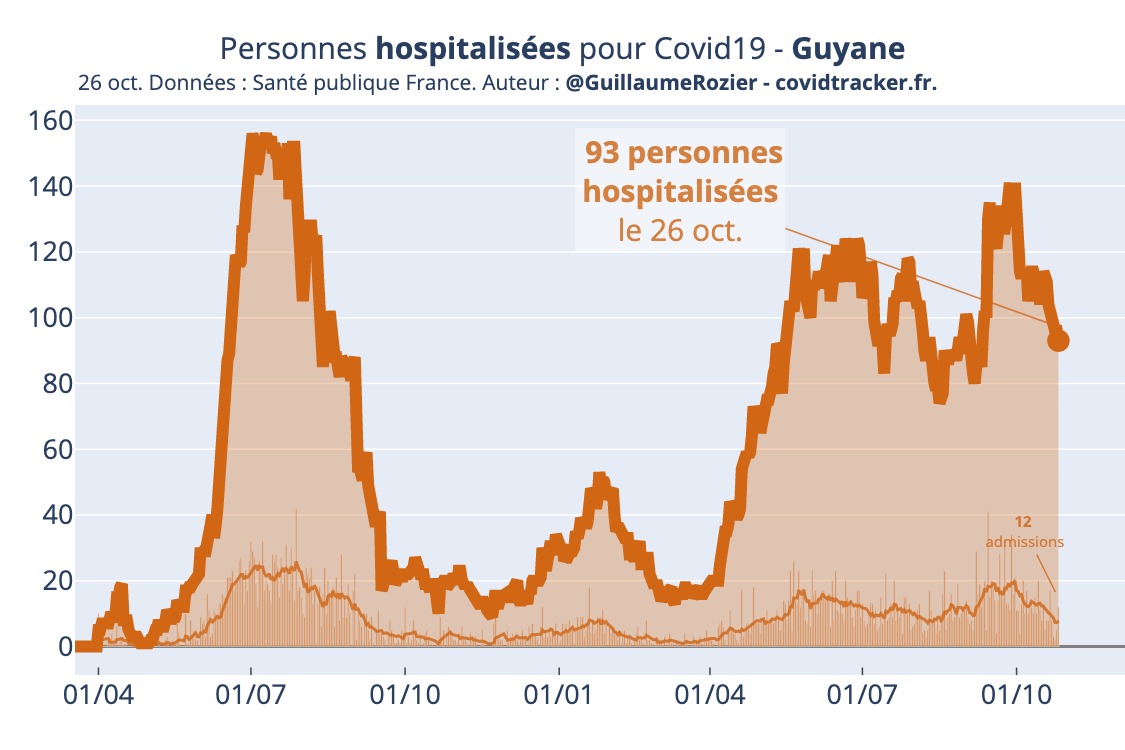 Personnes hospitalisées pour Covid19 - Guyane
26 oct. Données : Santé publique France. Auteur : @GuillaumeRozier - covidtracker.fr.
160
140
120
100
80
60
40
20
0
93 personnes
hospitalisées
le 26 oct.
12
admissions
01/04
01/07
01/10
01/01
01/04
01/07
01/10